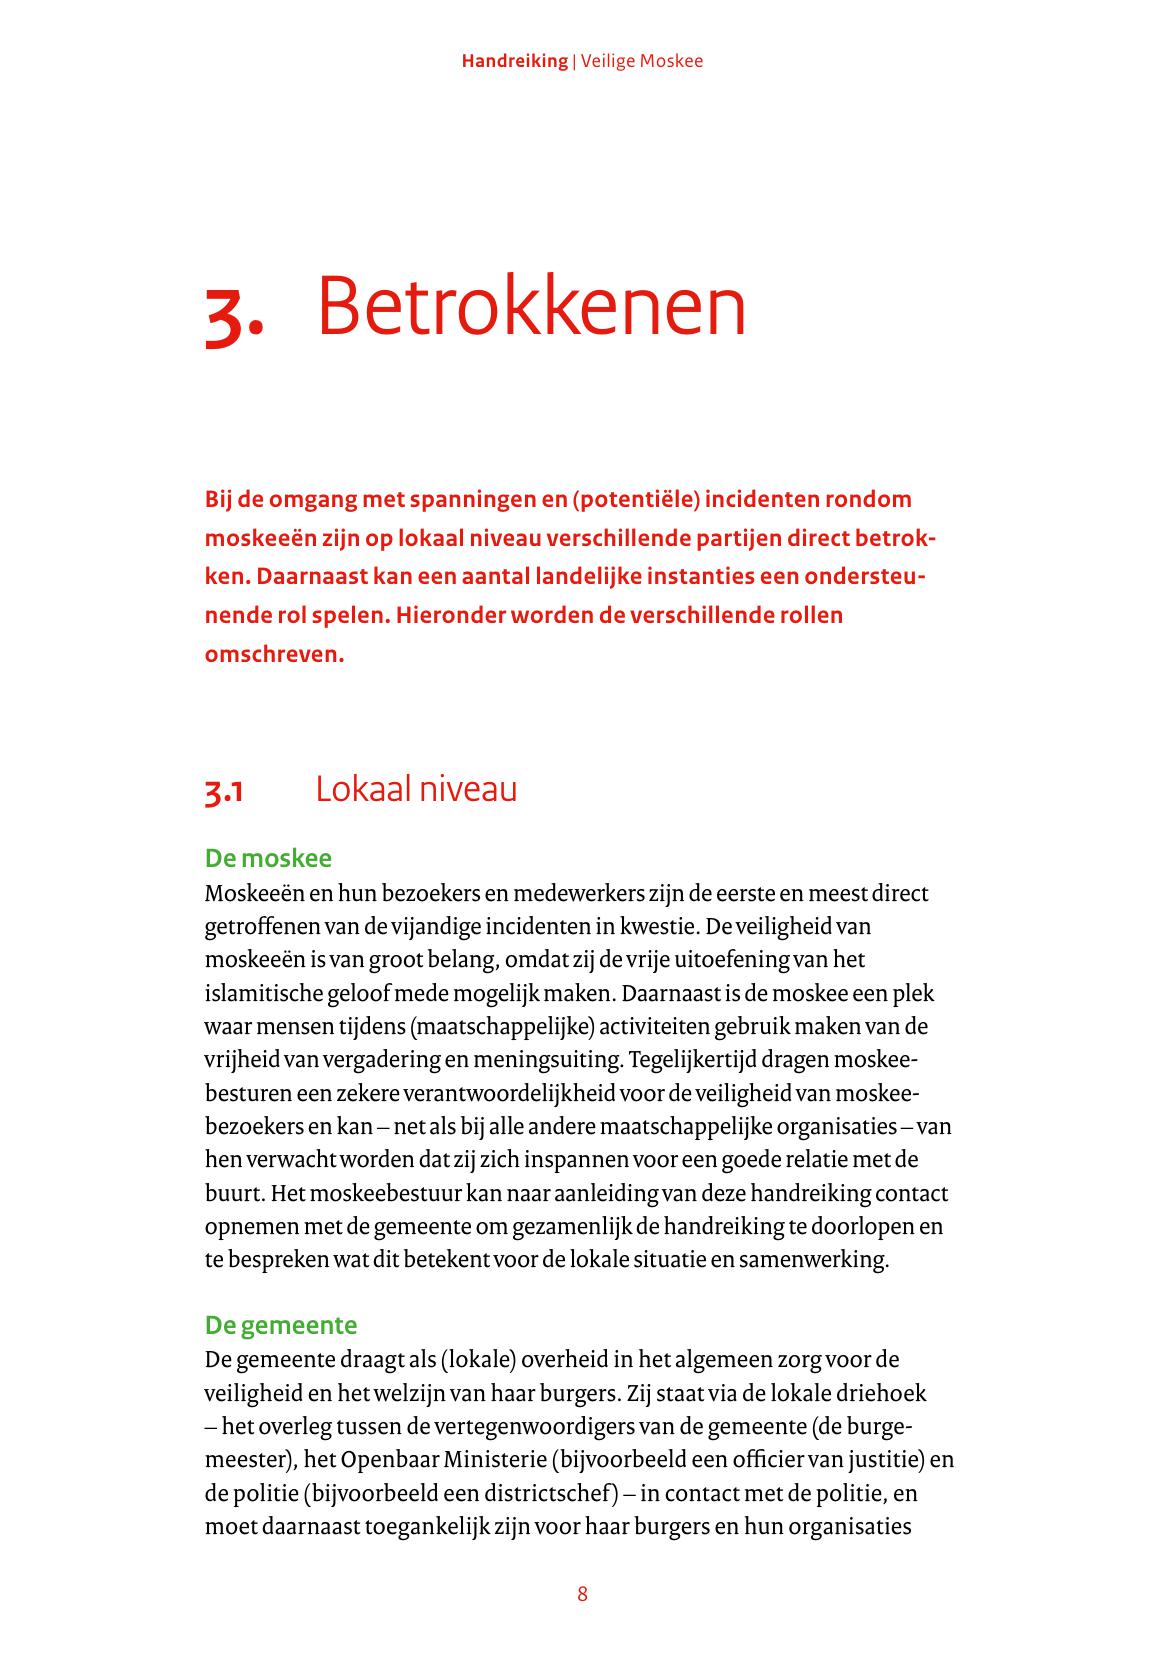 Handreiking | Veilige Moskee
3. Betrokkenen
Bij de omgang met spanningen en (potentiële) incidenten rondom
moskeeën zijn op lokaal niveau verschillende partijen direct betrok-
ken. Daarnaast kan een aantal landelijke instanties een ondersteu-
nende rol spelen. Hieronder worden de verschillende rollen
omschreven.
3.1 Lokaal niveau
De moskee
Moskeeën en hun bezoekers en medewerkers zijn de eerste en meest direct
getroffenen van de vijandige incidenten in kwestie. De veiligheid van
moskeeën is van groot belang, omdat zij de vrije uitoefening van het
islamitische geloof mede mogelijk maken. Daarnaast is de moskee een plek
waar mensen tijdens (maatschappelijke) activiteiten gebruik maken van de
vrijheid van vergadering en meningsuiting. Tegelijkertijd dragen moskee-
besturen een zekere verantwoordelijkheid voor de veiligheid van moskee-
bezoekers en kan – net als bij alle andere maatschappelijke organisaties – van
hen verwacht worden dat zij zich inspannen voor een goede relatie met de
buurt. Het moskeebestuur kan naar aanleiding van deze handreiking contact
opnemen met de gemeente om gezamenlijk de handreiking te doorlopen en
te bespreken wat dit betekent voor de lokale situatie en samenwerking.
De gemeente
De gemeente draagt als (lokale) overheid in het algemeen zorg voor de
veiligheid en het welzijn van haar burgers. Zij staat via de lokale driehoek
– het overleg tussen de vertegenwoordigers van de gemeente (de burge-
meester), het Openbaar Ministerie (bijvoorbeeld een officier van justitie) en
de politie (bijvoorbeeld een districtschef) – in contact met de politie, en
moet daarnaast toegankelijk zijn voor haar burgers en hun organisaties
8